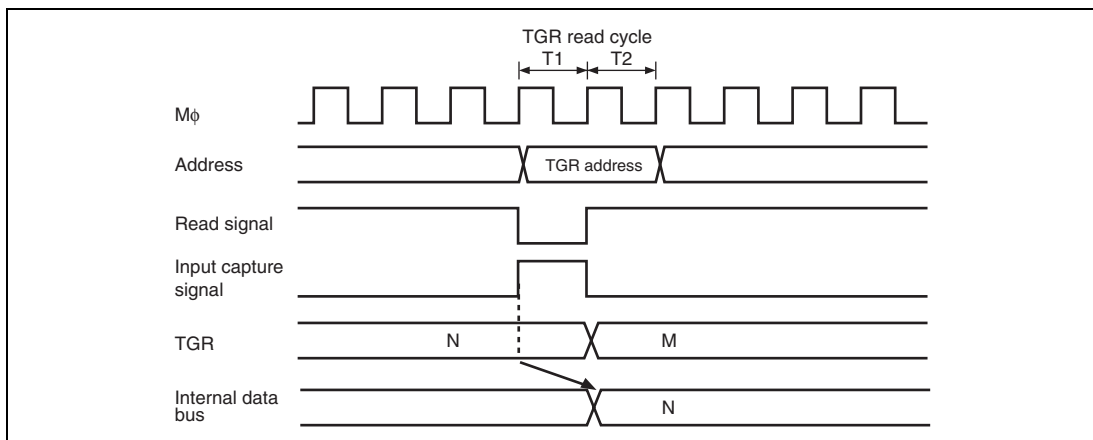 TGR read cycle
T1 T2
Mϕ
Address
TGR address
Read signal
Input capture
signal
TGR
N
M
Internal data
bus
N